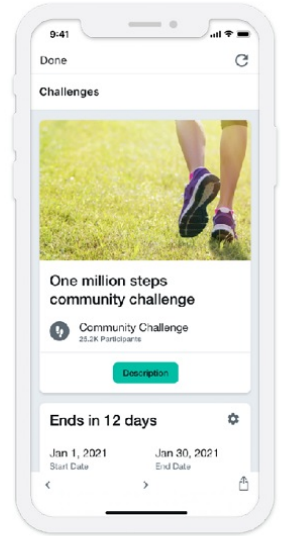 9:41
Done
Challenges
One million steps
community challenge
Community Challenge
25.2K Participants
Description
Ends in 12 days
Jan 1, 2021 Jan 30, 2021
Start Date End Date